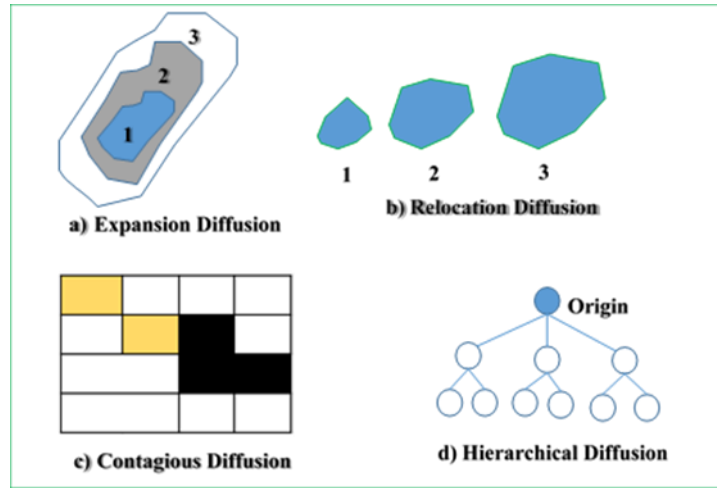 3
2
1
a) Expansion Diffusion
1 2 3
b) Relocation Diffusion
c) Contagious Diffusion
Origin
d) Hierarchical Diffusion